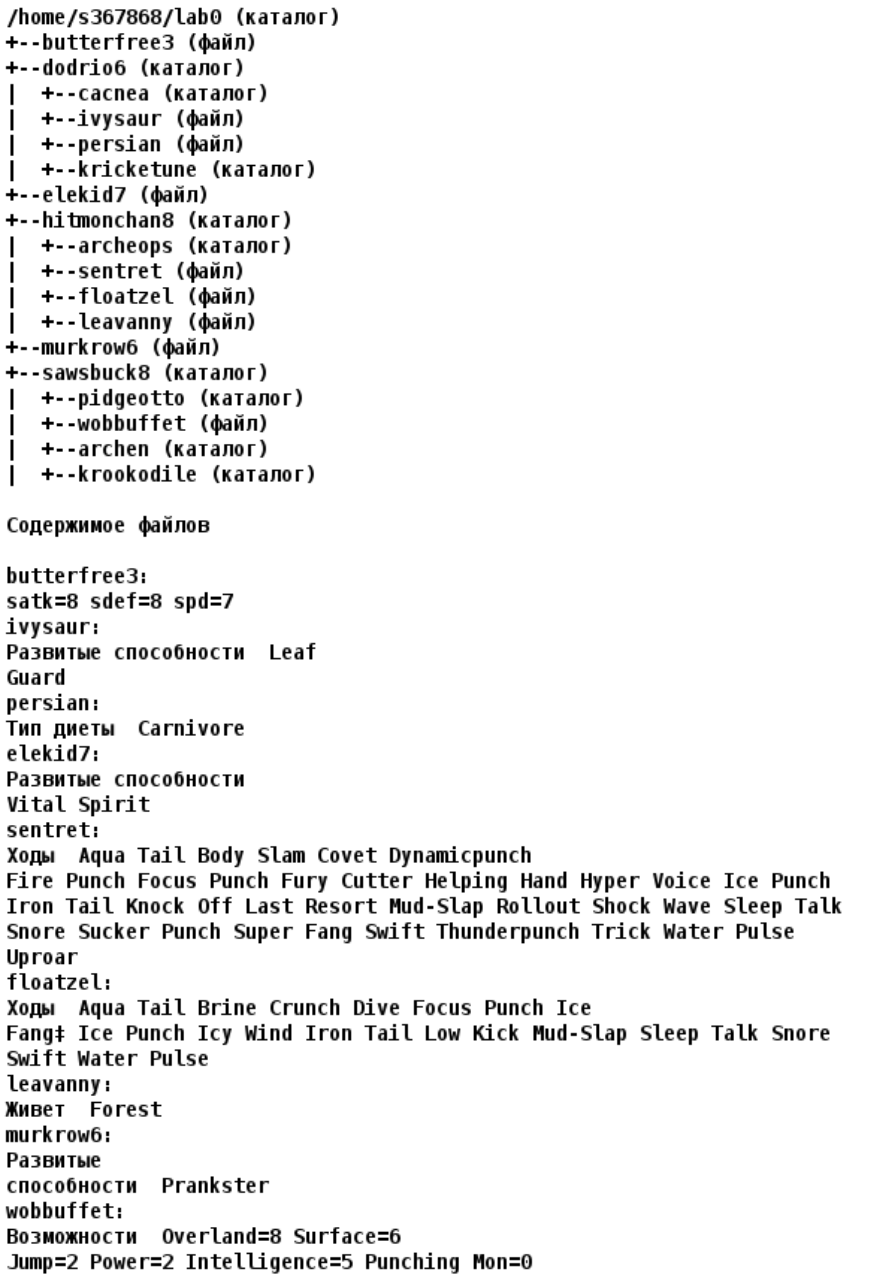 /home/s367868/lab0 (каталог)
+--butterfree3 (файл)
+--dodrio6 (каталог)
|  +--cacnea (каталог)
|  +--ivysaur (файл)
|  +--persian (файл)
|  +--kricketune (каталог)
+--elekid7 (файл)
+--hitmonchan8 (каталог)
|  +--archeops (каталог)
|  +--sentret (файл)
|  +--floatzel (файл)
|  +--leavanny (файл)
+--murkrow6 (файл)
+--sawsbuck8 (каталог)
|  +--pidgeotto (каталог)
|  +--wobbuffet (файл)
|  +--archen (каталог)
|  +--krookodile (каталог)
Содержимое файлов
butterfree3:
satk=8 sdef=8 spd=7
ivysaur:
Развитые способности  Leaf
Guard
persian:
Тип диеты  Carnivore
elekid7:
Развитые способности
Vital Spirit
sentret:
Ходы  Aqua Tail Body Slam Covet Dynamicpunch
Fire Punch Focus Punch Fury Cutter Helping Hand Hyper Voice Ice Punch
Iron Tail Knock Off Last Resort Mud-Slap Rollout Shock Wave Sleep Talk
Snore Sucker Punch Super Fang Swift Thunderpunch Trick Water Pulse
Uproar
floatzel:
Ходы  Aqua Tail Brine Crunch Dive Focus Punch Ice
Fang‡ Ice Punch Icy Wind Iron Tail Low Kick Mud-Slap Sleep Talk Snore
Swift Water Pulse
leavanny:
Живет  Forest
murkrow6:
Развитые
способности  Prankster
wobbuffet:
Возможности  Overland=8 Surface=6
Jump=2 Power=2 Intelligence=5 Punching Mon=0